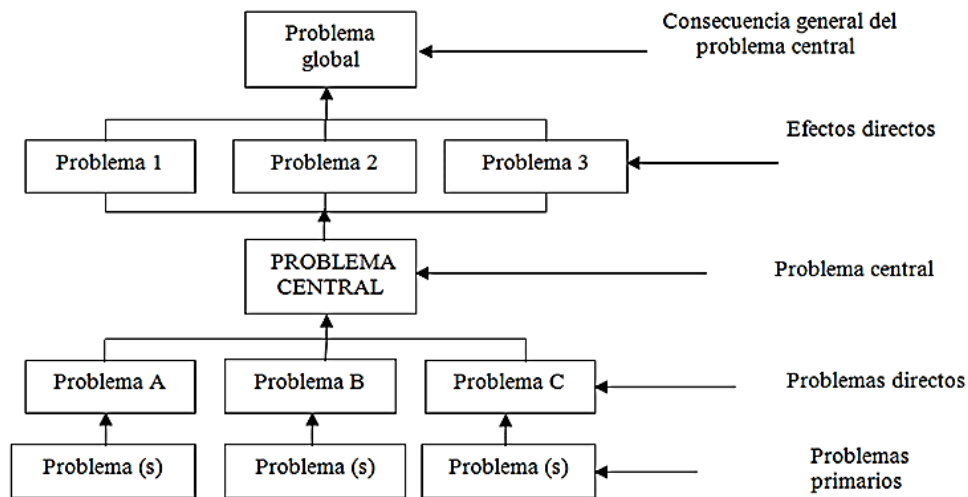 Problema
global
Consecuencia general del
problema central
Efectos directos
Problema 1
Problema 2
Problema 3
PROBLEMA
CENTRAL
Problema central
Problema A
Problema B
Problema C
Problemas directos
Problema (s)
Problema (s)
Problema (s)
Problemas
primarios